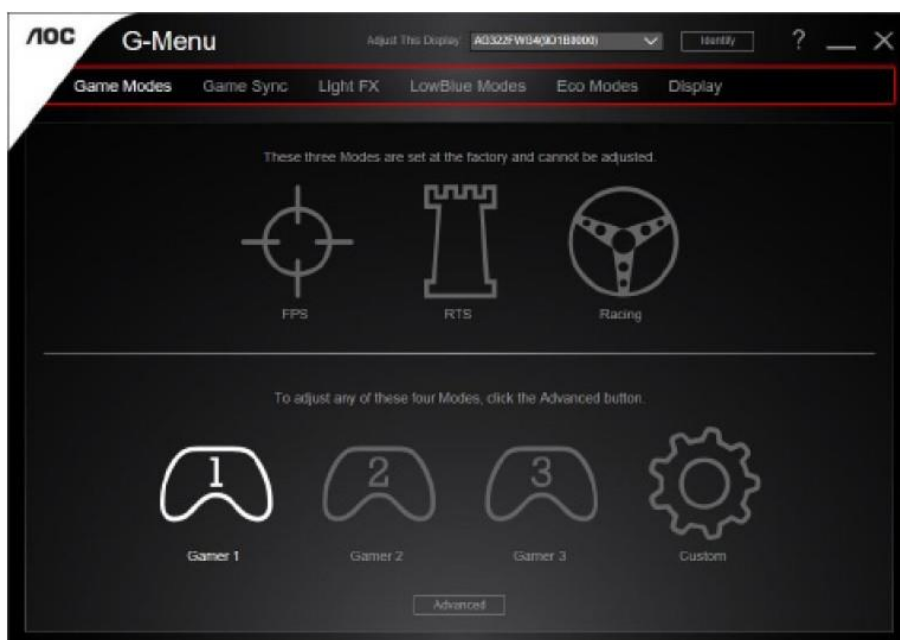 AOC
G-Menu
Adjust This Display: AG322FWG4(9D1B0000)
Identify
?
Game Modes Game Sync Light FX LowBlue Modes Eco Modes Display
These three Modes are set at the factory and cannot be adjusted.
FPS RTS Racing
To adjust any of these four Modes, click the Advanced button.
1 2 3
Gamer 1 Gamer 2 Gamer 3 Custom
Advanced